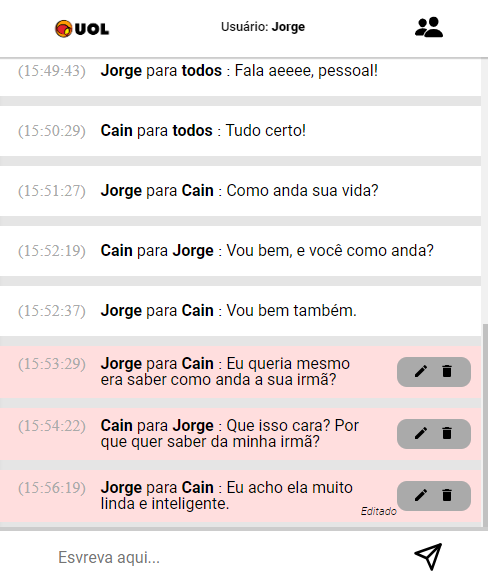 UOL
Usuário: Jorge
(15:49:43) Jorge para todos : Fala aeeee, pessoal!
(15:50:29) Cain para todos : Tudo certo!
(15:51:27) Jorge para Cain : Como anda sua vida?
(15:52:19) Cain para Jorge : Vou bem, e você como anda?
(15:52:37) Jorge para Cain : Vou bem também.
(15:53:29) Jorge para Cain : Eu queria mesmo
era saber como anda a sua irmã?
(15:54:22) Cain para Jorge : Que isso cara? Por
que quer saber da minha irmã?
(15:56:19) Jorge para Cain : Eu acho ela muito
linda e inteligente.
Editado
Esvreva aqui...